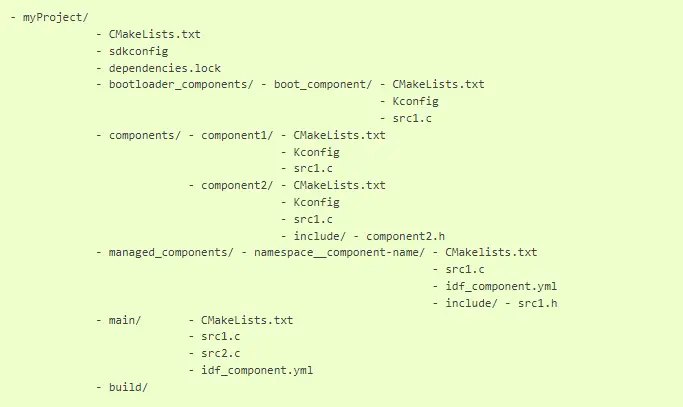 - myProject/
- CMakeLists.txt
- sdkconfig
- dependencies.lock
- bootloader_components/ - boot_component/ - CMakeLists.txt
- Kconfig
- src1.c
- components/ - component1/ - CMakeLists.txt
- Kconfig
- src1.c
- component2/ - CMakeLists.txt
- Kconfig
- src1.c
- include/ - component2.h
- managed_components/ - namespace__component-name/ - CMakelists.txt
- src1.c
- idf_component.yml
- include/ - src1.h
- main/ - CMakeLists.txt
- src1.c
- src2.c
- idf_component.yml
- build/